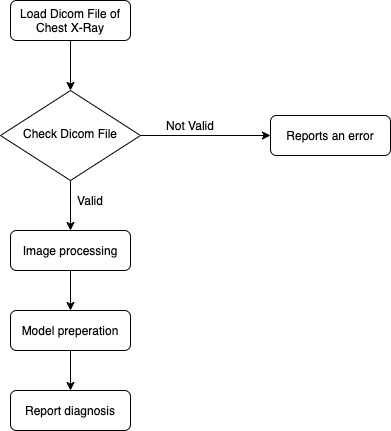 Load Dicom File of
Chest X-Ray
Check Dicom File
Not Valid
Reports an error
Valid
Image processing
Model preperation
Report diagnosis